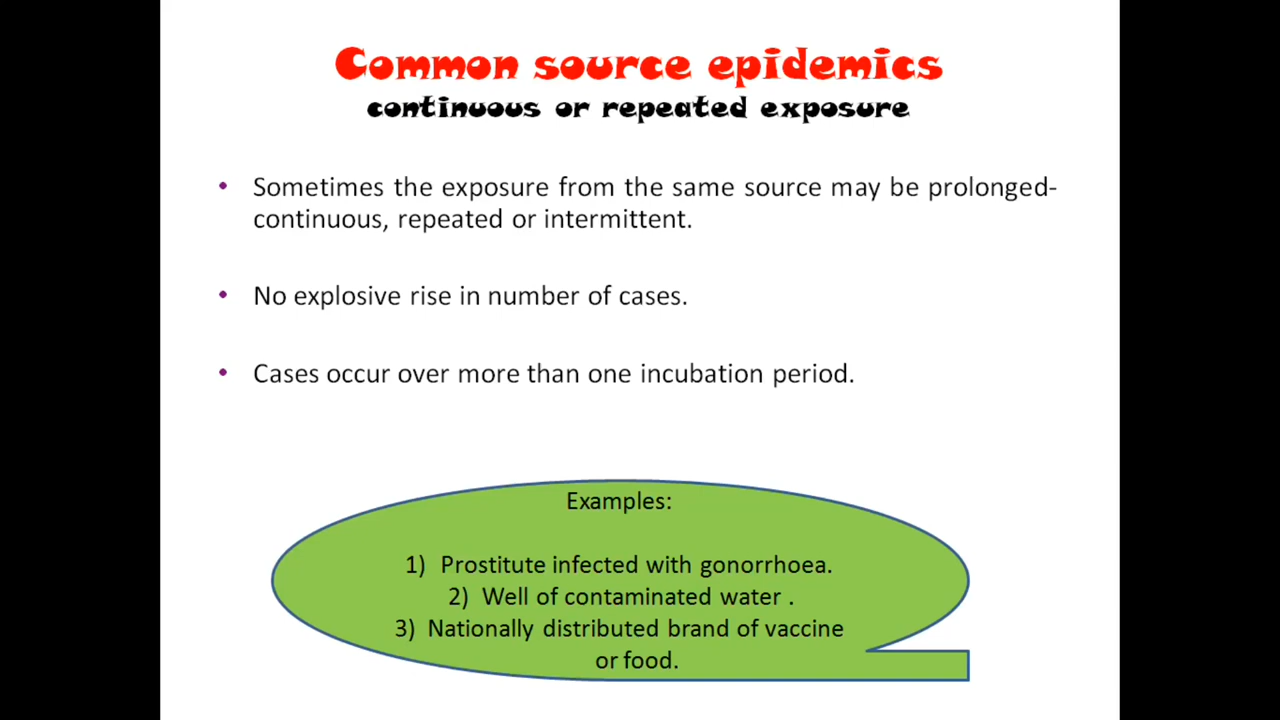 Common source epidemics
continuous or repeated exposure
• Sometimes the exposure from the same source may be prolonged-
continuous, repeated or intermittent.
• No explosive rise in number of cases.
• Cases occur over more than one incubation period.
Examples:
1) Prostitute infected with gonorrhoea.
2) Well of contaminated water .
3) Nationally distributed brand of vaccine
or food.